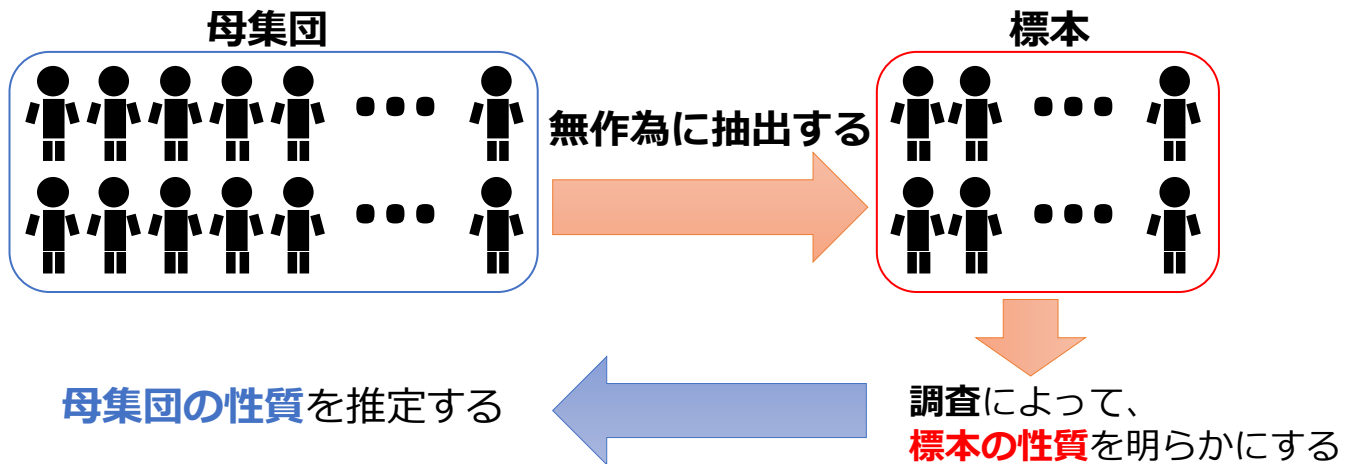 母集団
標本
無作為に抽出する
調査によって、
標本の性質を明らかにする
母集団の性質を推定する